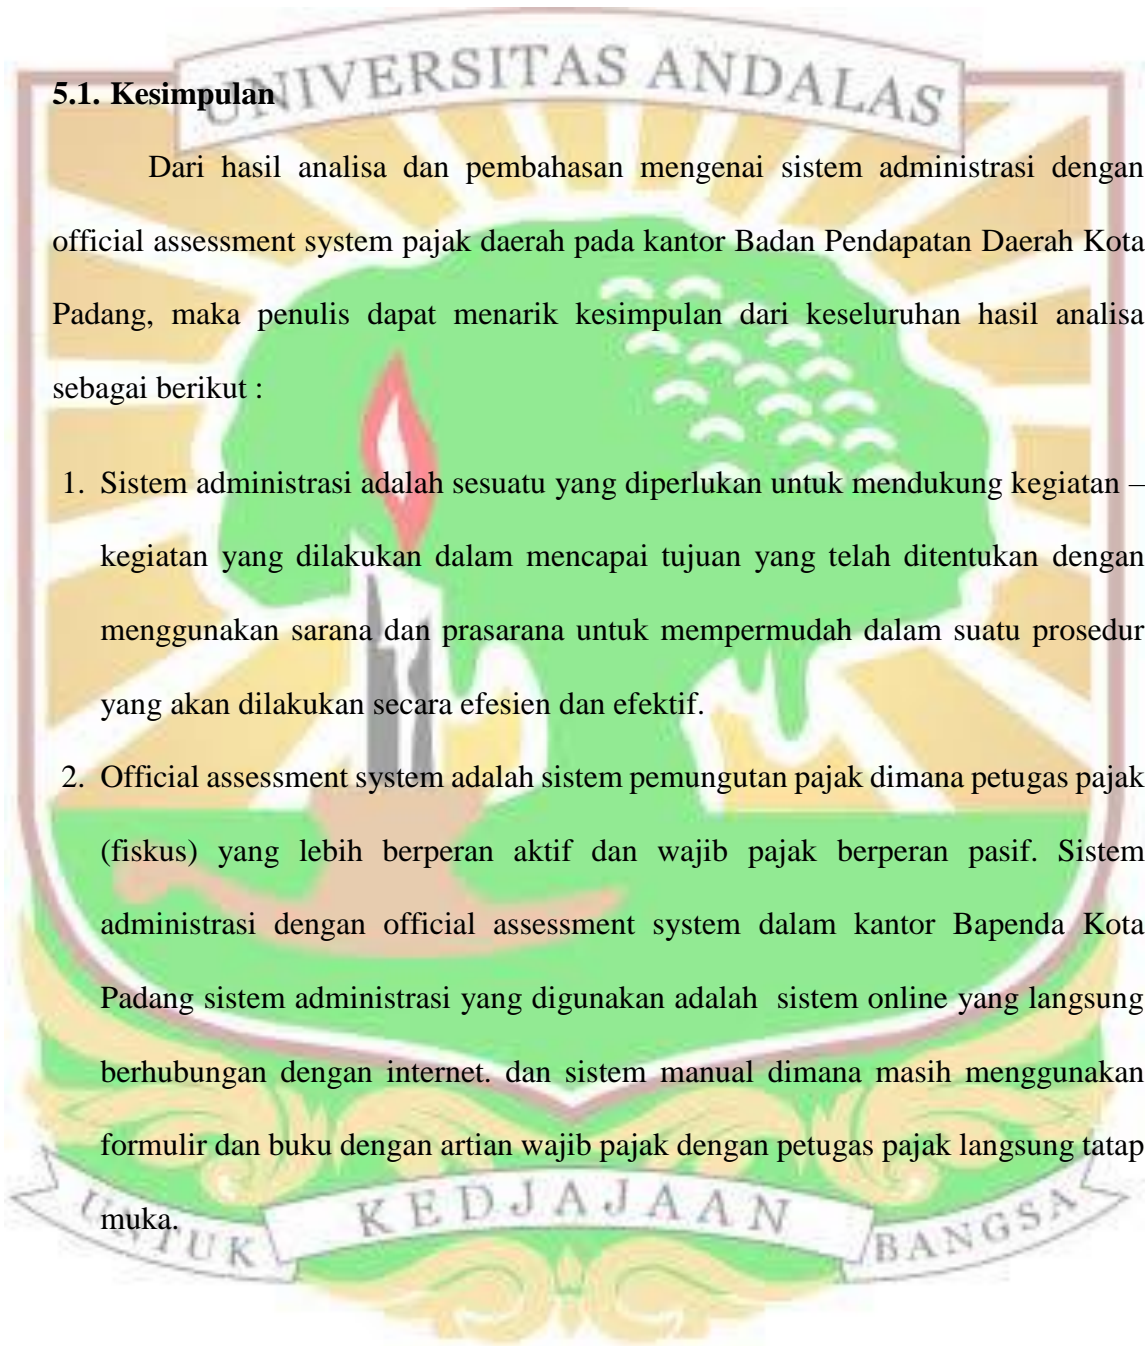 UNIVERSITAS ANDALAS
5.1. Kesimpulan
Dari hasil analisa dan pembahasan mengenai sistem administrasi dengan
official assessment system pajak daerah pada kantor Badan Pendapatan Daerah Kota
Padang, maka penulis dapat menarik kesimpulan dari keseluruhan hasil analisa
sebagai berikut :
1. Sistem administrasi adalah sesuatu yang diperlukan untuk mendukung kegiatan –
kegiatan yang dilakukan dalam mencapai tujuan yang telah ditentukan dengan
menggunakan sarana dan prasarana untuk mempermudah dalam suatu prosedur
yang akan dilakukan secara efesien dan efektif.
2. Official assessment system adalah sistem pemungutan pajak dimana petugas pajak
(fiskus) yang lebih berperan aktif dan wajib pajak berperan pasif. Sistem
administrasi dengan official assessment system dalam kantor Bapenda Kota
Padang sistem administrasi yang digunakan adalah sistem online yang langsung
berhubungan dengan internet. dan sistem manual dimana masih menggunakan
formulir dan buku dengan artian wajib pajak dengan petugas pajak langsung tatap
muka.
UNTUK KEDJAJAAN BANGSA